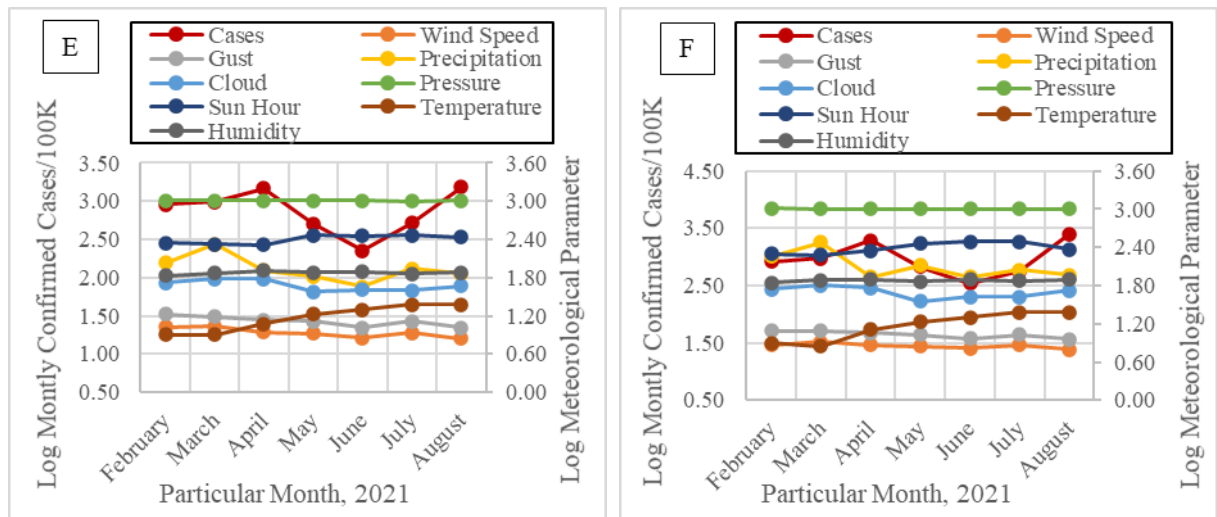 E
Cases
Wind Speed
Gust
Precipitation
Cloud
Pressure
Sun Hour
Temperature
Humidity
Log Montly Confirmed Cases/100K
3.50
3.00
2.50
2.00
1.50
1.00
0.50
3.60
3.00
2.40
1.80
1.20
0.60
0.00
Log Meteorological Parameter
February
March
April
May
June
July
August
Particular Month, 2021
F
Cases
Wind Speed
Gust
Precipitation
Cloud
Pressure
Sun Hour
Temperature
Humidity
Log Montly Confirmed Cases/100K
4.50
3.50
2.50
1.50
0.50
3.60
3.00
2.40
1.80
1.20
0.60
0.00
Log Meteorological Parameter
February
March
April
May
June
July
August
Particular Month, 2021